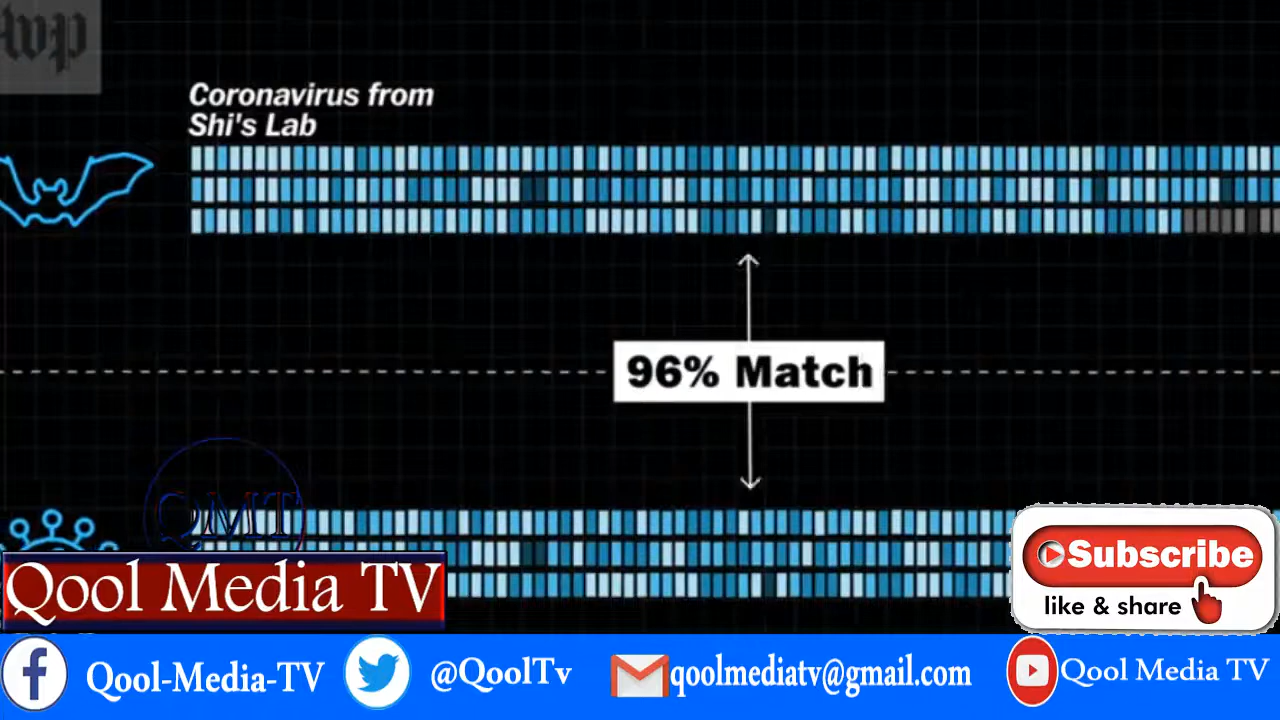 wp
Coronavirus from
Shi's Lab
96% Match
QMT
Qool Media TV
Subscribe
like & share
Qool-Media-TV
@QoolTv
qoolmediatv@gmail.com
Qool Media TV